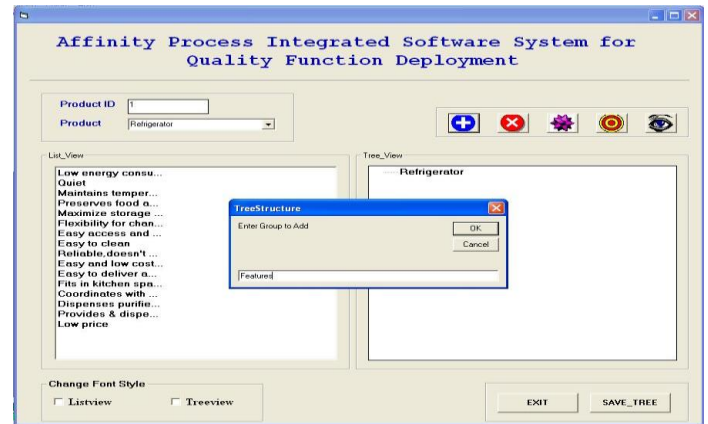 Affinity Process Integrated Software System for
Quality Function Deployment
Product ID 1
Product Refrigerator
List_View
Low energy consu...
Quiet
Maintains temper...
Preserves food a...
Maximize storage ...
Flexibility for chan...
Easy access and ...
Easy to clean
Reliable,doesn't ...
Easy and low cost...
Easy to deliver a...
Fits in kitchen spa...
Coordinates with ...
Dispenses purifie...
Provides & dispe...
Low price
Tree_View
Refrigerator
TreeStructure
Enter Group to Add
OK
Cancel
Features
Change Font Style
Listview
Treeview
EXIT
SAVE_TREE